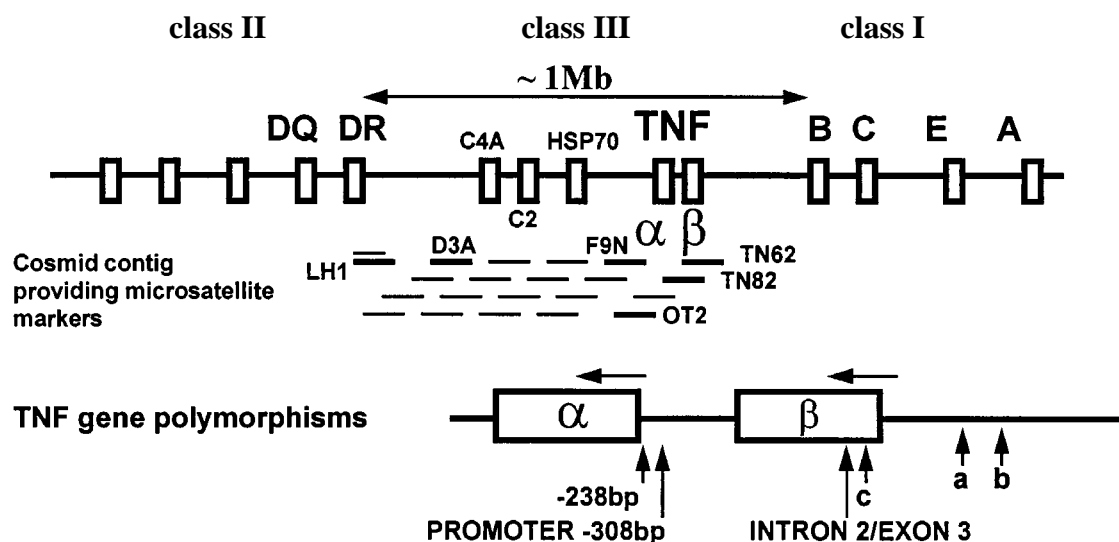 class II class III class I
~ 1Mb
DQ DR C4A HSP70 TNF B C E A
C2
α β
Cosmid contig
providing microsatellite
markers
LH1 D3A F9N TN62
TN82
OT2
TNF gene polymorphisms
α β
-238bp c a b
PROMOTER -308bp INTRON 2/EXON 3